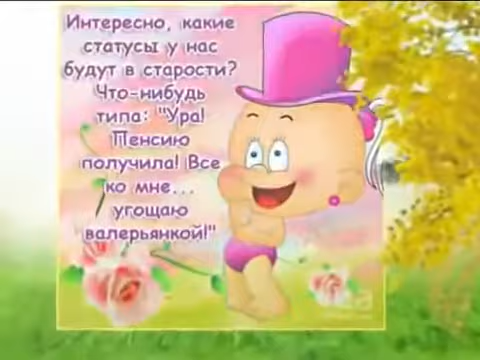 Интересно, какие
статусы у нас
будут в старости?
Что-нибудь
типа: "Ура!
Пенсию
получила! Все
ко мне...
угощаю
валерьянкой!"